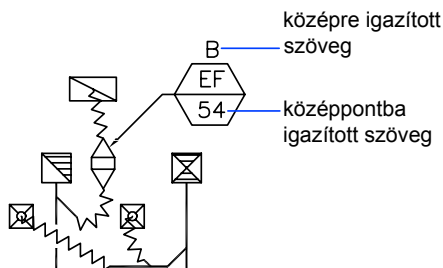 középre igazított
szöveg
B
EF
54
középpontba
igazított szöveg